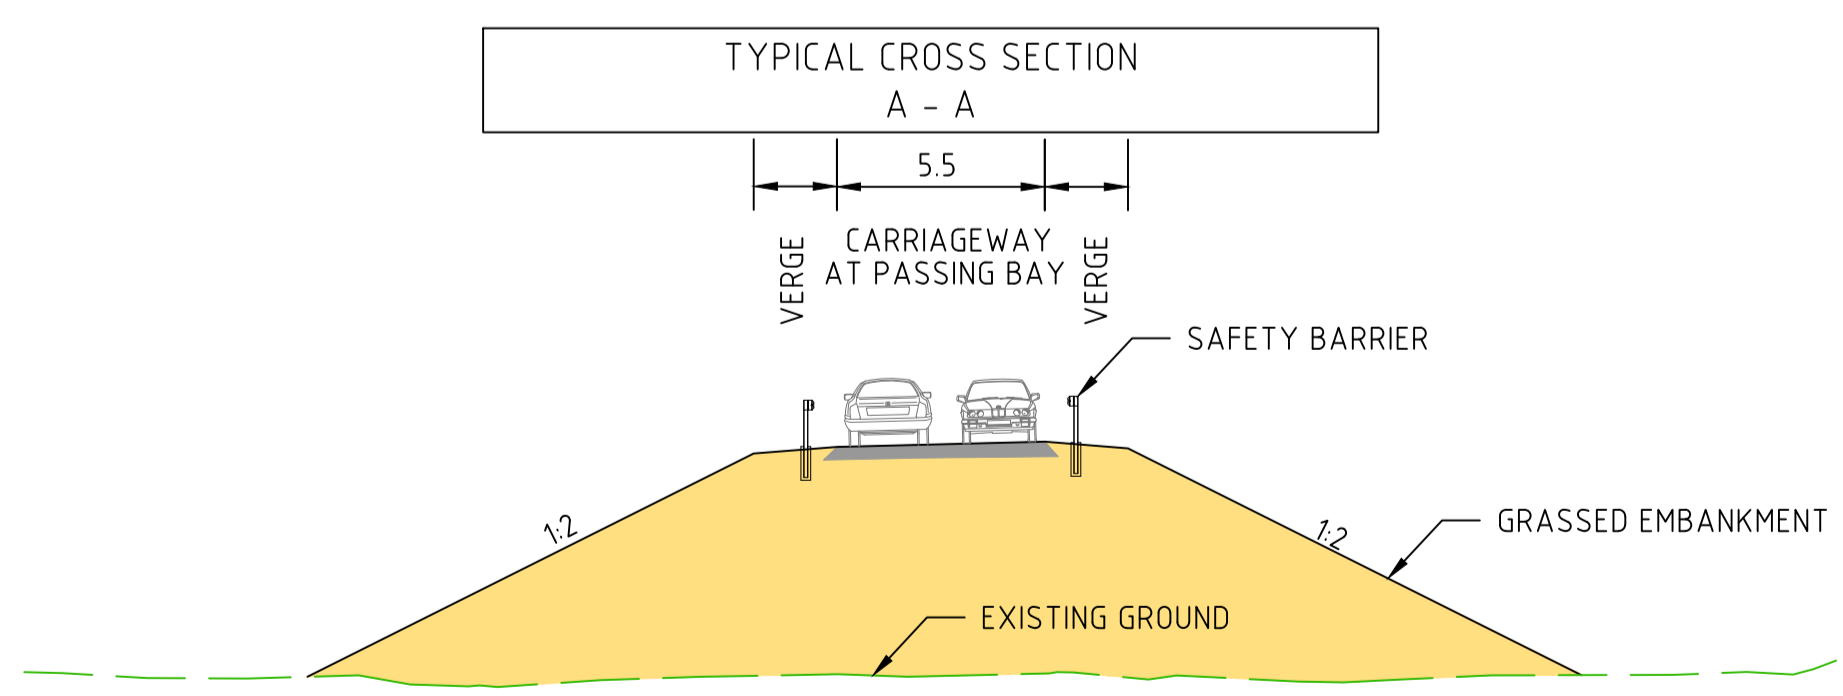 TYPICAL CROSS SECTION
A - A
5.5
VERGE
CARRIAGEWAY
AT PASSING BAY
VERGE
SAFETY BARRIER
1:2
1:2
GRASSED EMBANKMENT
EXISTING GROUND